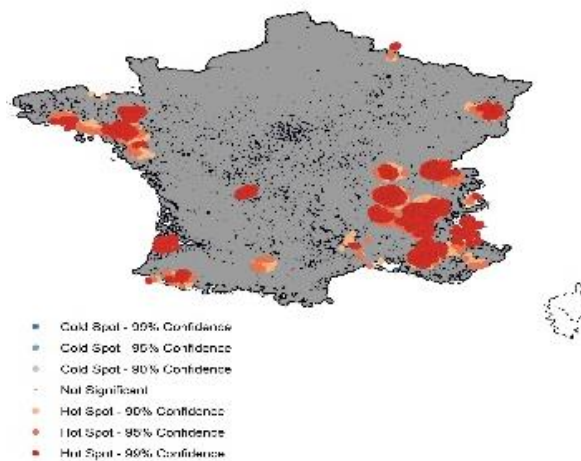 Cold Spot - 99% Confidence
Cold Spot - 95% Confidence
Cold Spot - 90% Confidence
Not Significant
Hot Spot - 90% Confidence
Hot Spot - 95% Confidence
Hot Spot - 99% Confidence